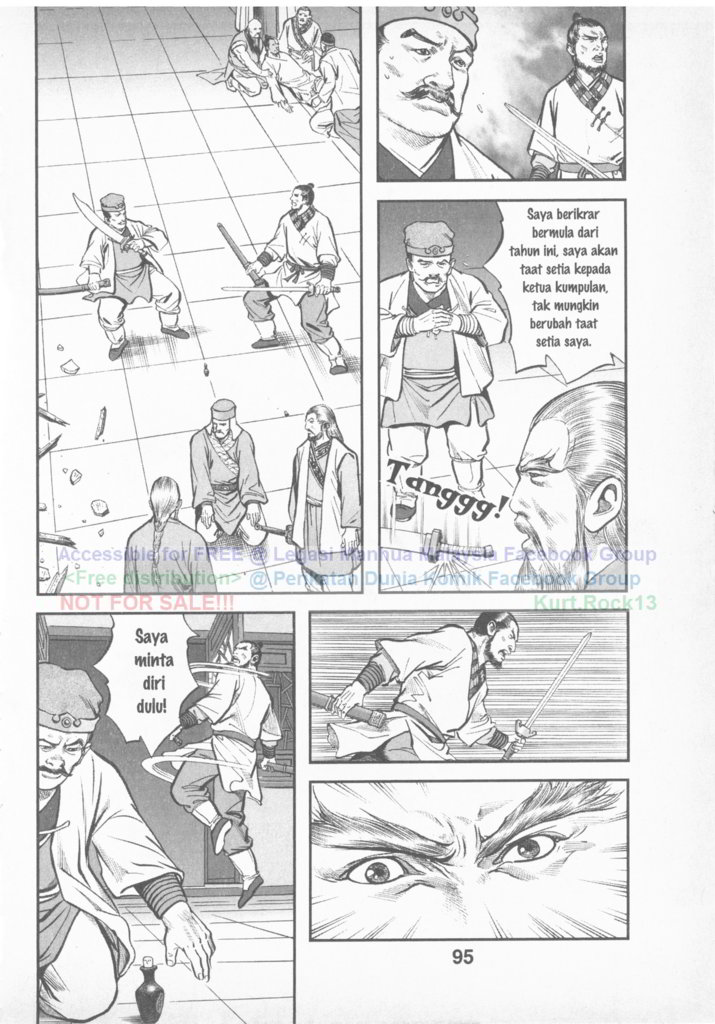 Saya berikrar
bermula dari
tahun ini, saya akan
taat setia kepada
ketua kumpulan,
tak mungkin
berubah taat
setia saya.
Tanggg!
Accessible for FREE @ Legasi Manhua Malaysia Facebook Group
<Free distribution> @ Perikatan Dunia Komik Facebook Group
NOT FOR SALE!!! Kurt.Rock13
Saya
minta
diri
dulu!
95